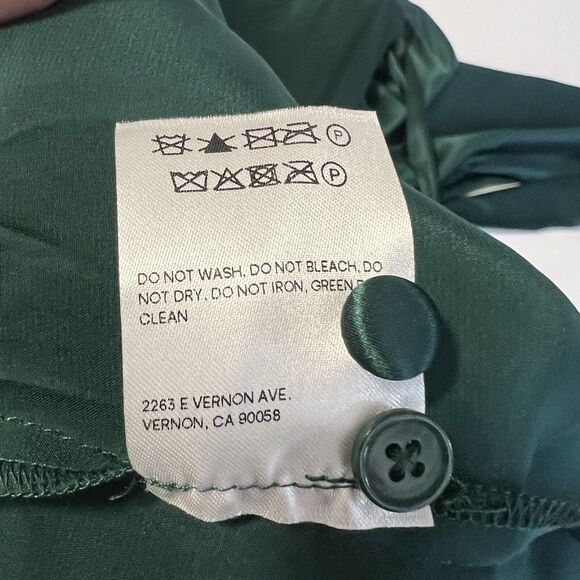 P
P
DO NOT WASH, DO NOT BLEACH, DO
NOT DRY, DO NOT IRON, GREEN
CLEAN
2263 E VERNON AVE.
VERNON, CA 90058